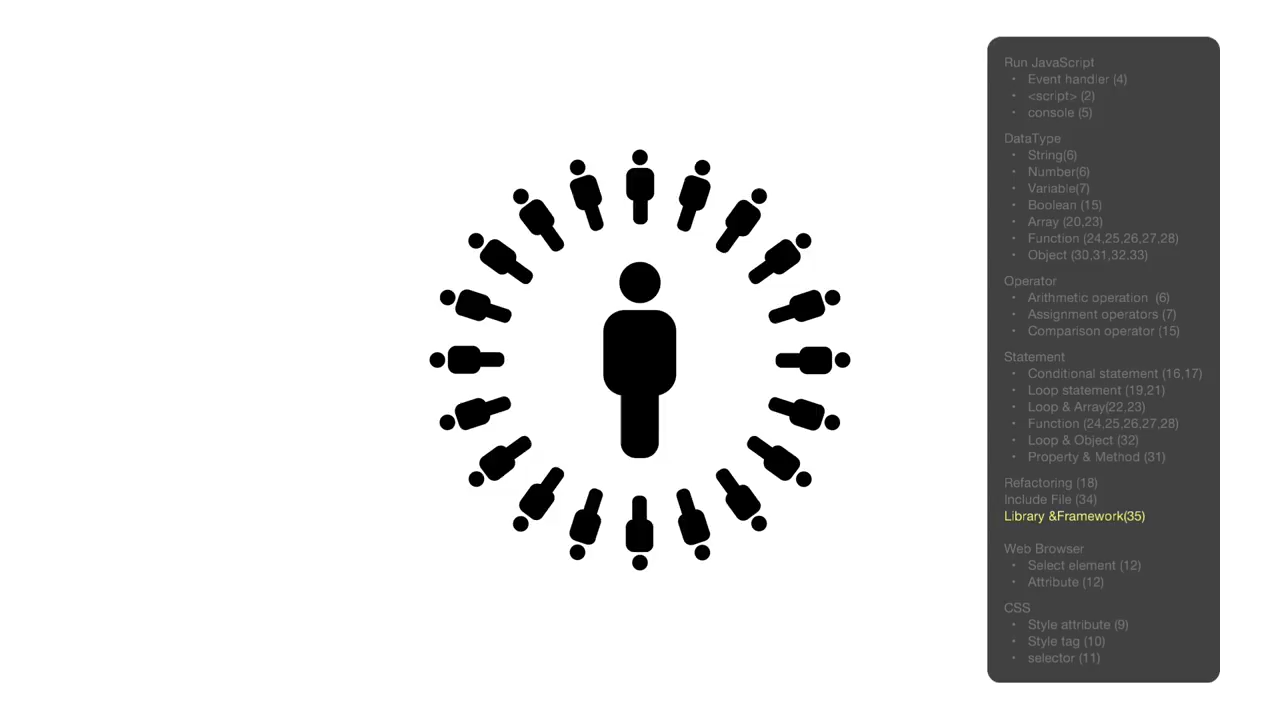 Run JavaScript
• Event handler (4)
• <script> (2)
• console (5)
DataType
• String(6)
• Number(6)
• Variable(7)
• Boolean (15)
• Array (20,23)
• Function (24,25,26,27,28)
• Object (30,31,32,33)
Operator
• Arithmetic operation (6)
• Assignment operators (7)
• Comparison operator (15)
Statement
• Conditional statement (16,17)
• Loop statement (19,21)
• Loop & Array(22,23)
• Function (24,25,26,27,28)
• Loop & Object (32)
• Property & Method (31)
Refactoring (18)
Include File (34)
Library &Framework(35)
Web Browser
• Select element (12)
• Attribute (12)
CSS
• Style attribute (9)
• Style tag (10)
• selector (11)